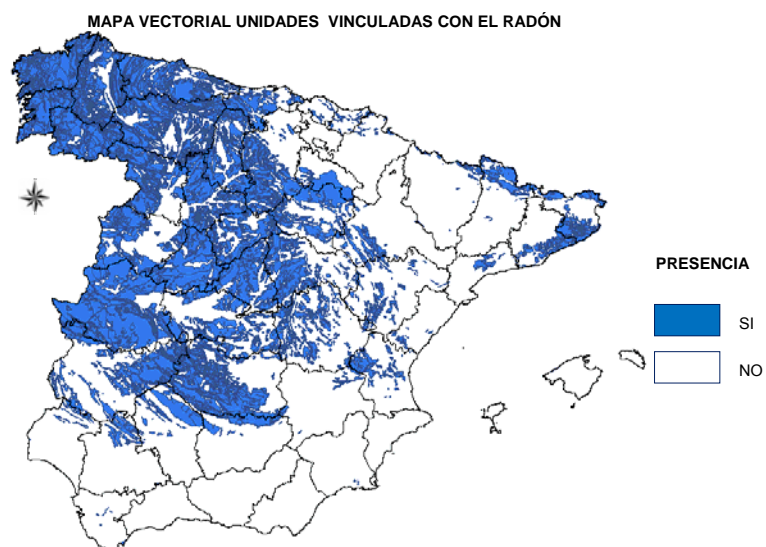 MAPA VECTORIAL UNIDADES VINCULADAS CON EL RADÓN
PRESENCIA
SI
NO